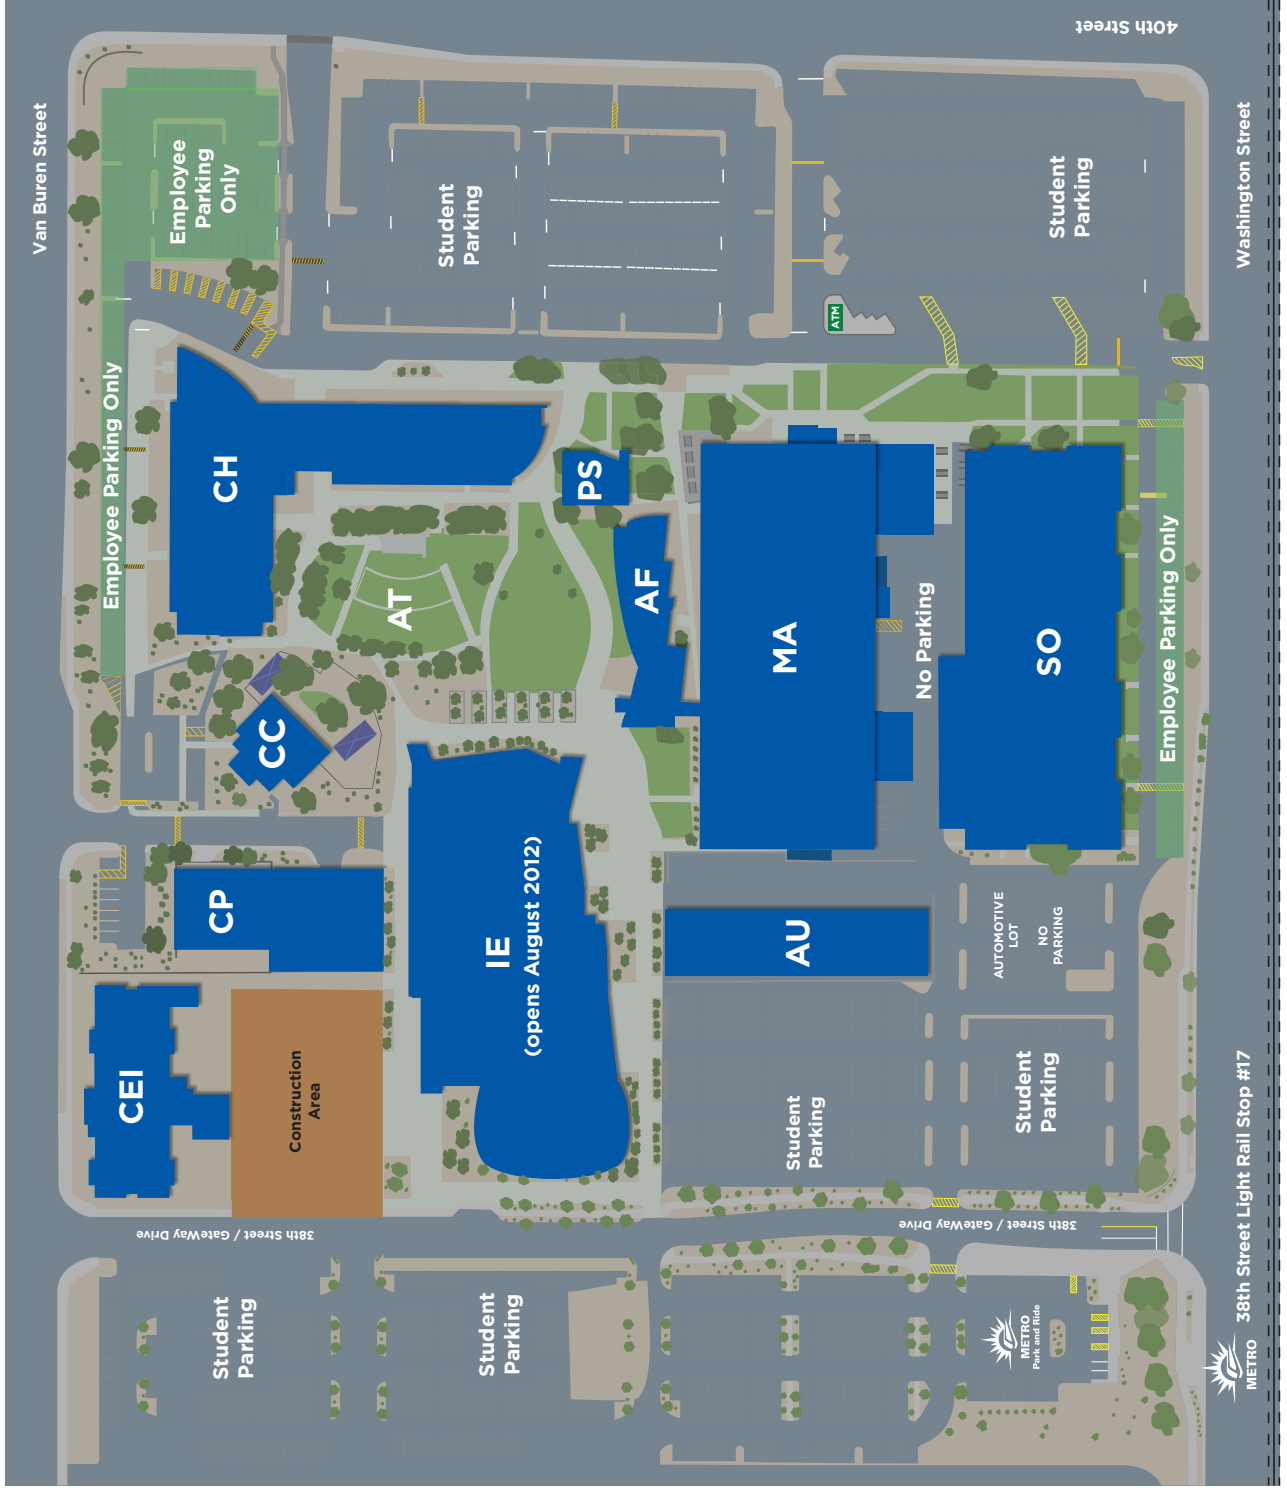 40th Street
Van Buren Street
Washington Street
Employee
Parking
Only
Student
Parking
Student
Parking
ATM
Employee Parking Only
CH
PS
AT
AF
MA
No Parking
SO
Employee Parking Only
CC
CP
IE
(opens August 2012)
AU
AUTOMOTIVE
LOT
NO
PARKING
CEI
Construction
Area
Student
Parking
Student
Parking
38th Street / GateWay Drive
38th Street / GateWay Drive
38th Street Light Rail Stop #17
METRO
Student
Parking
Student
Parking
METRO
Park and Ride